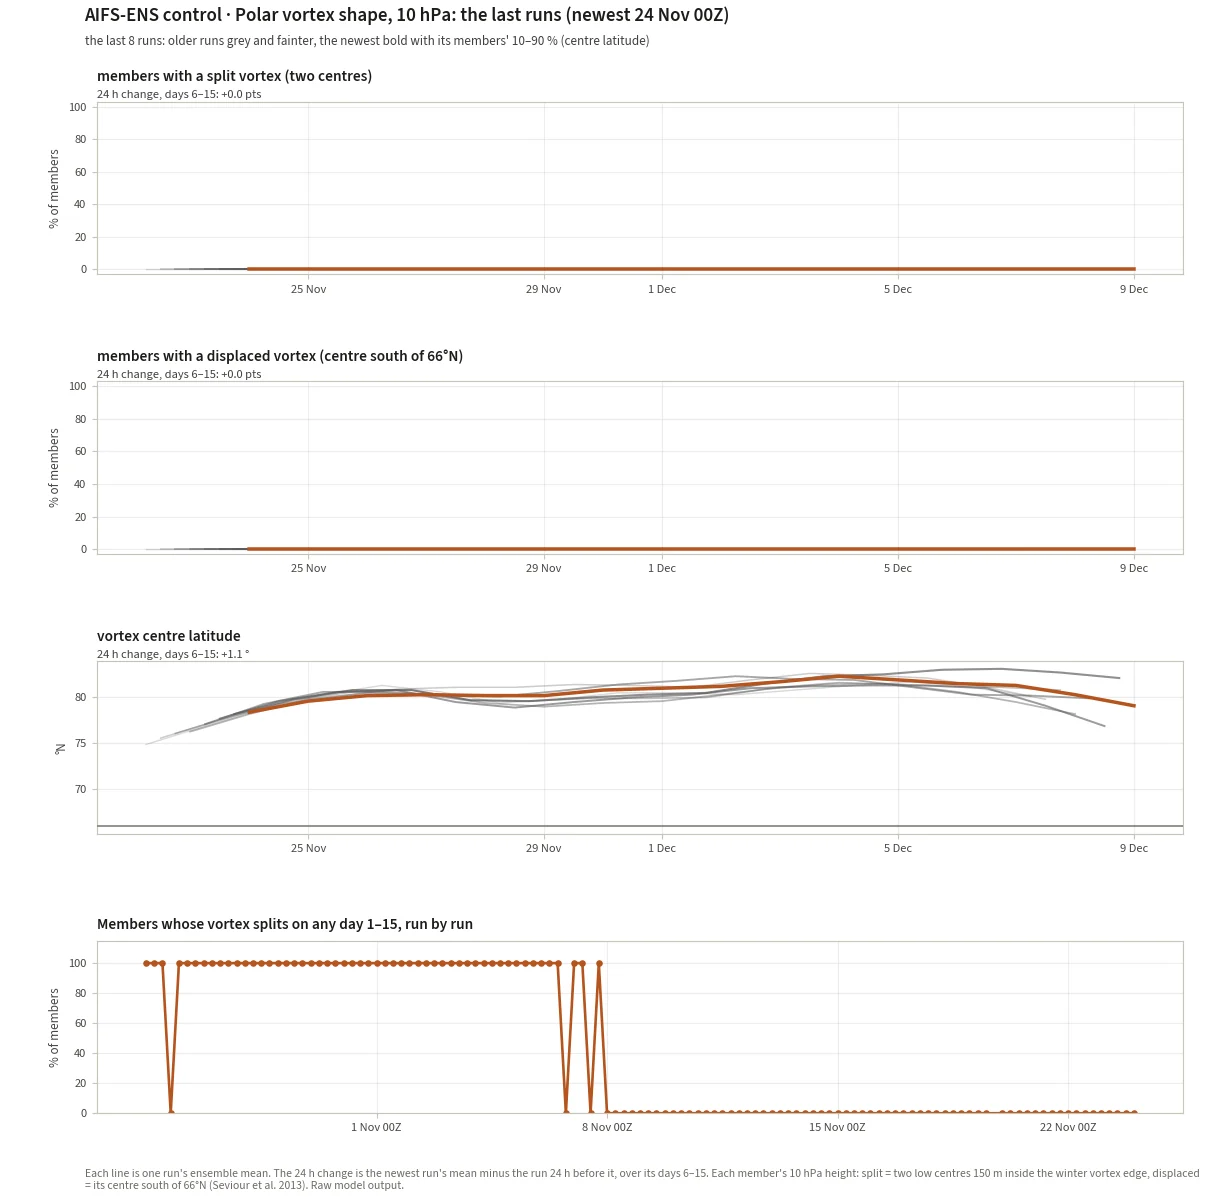 AIFS-ENS control · Polar vortex shape, 10 hPa: the last runs (newest 24 Nov 00Z)
the last 8 runs: older runs grey and fainter, the newest bold with its members' 10–90 % (centre latitude)
members with a split vortex (two centres)
24 h change, days 6–15: +0.0 pts
100
80
60
40
20
0
% of members
25 Nov
29 Nov
1 Dec
5 Dec
9 Dec
members with a displaced vortex (centre south of 66°N)
24 h change, days 6–15: +0.0 pts
100
80
60
40
20
0
% of members
25 Nov
29 Nov
1 Dec
5 Dec
9 Dec
vortex centre latitude
24 h change, days 6–15: +1.1 °
80
75
70
°N
25 Nov
29 Nov
1 Dec
5 Dec
9 Dec
Members whose vortex splits on any day 1–15, run by run
100
80
60
40
20
0
% of members
1 Nov 00Z
8 Nov 00Z
15 Nov 00Z
22 Nov 00Z
Each line is one run's ensemble mean. The 24 h change is the newest run's mean minus the run 24 h before it, over its days 6–15. Each member's 10 hPa height: split = two low centres 150 m inside the winter vortex edge, displaced
= its centre south of 66°N (Seviour et al. 2013). Raw model output.